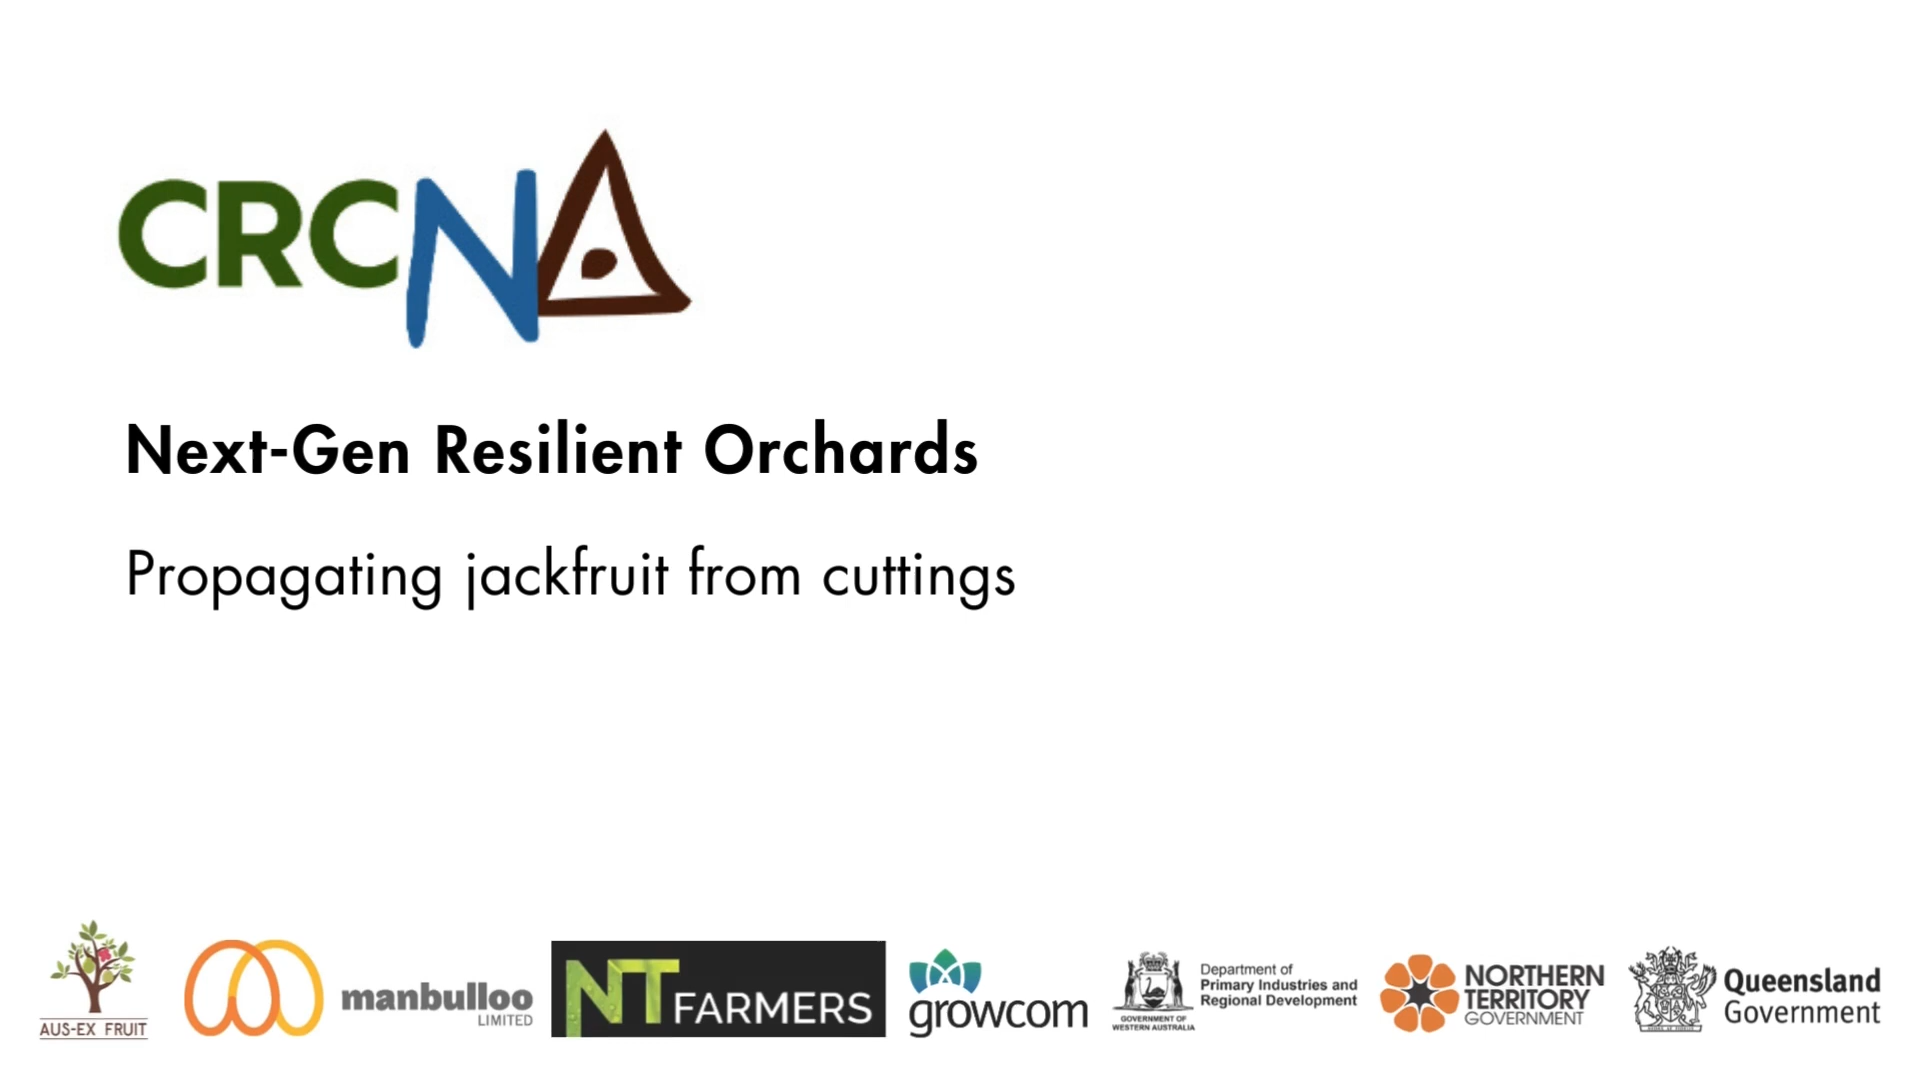 CRCNA
Next-Gen Resilient Orchards
Propagating jackfruit from cuttings
AUS-EX FRUIT
manbulloo
LIMITED
NT FARMERS
growcom
GOVERNMENT OF
WESTERN AUSTRALIA
Department of
Primary Industries and
Regional Development
NORTHERN
TERRITORY
GOVERNMENT
Queensland
Government